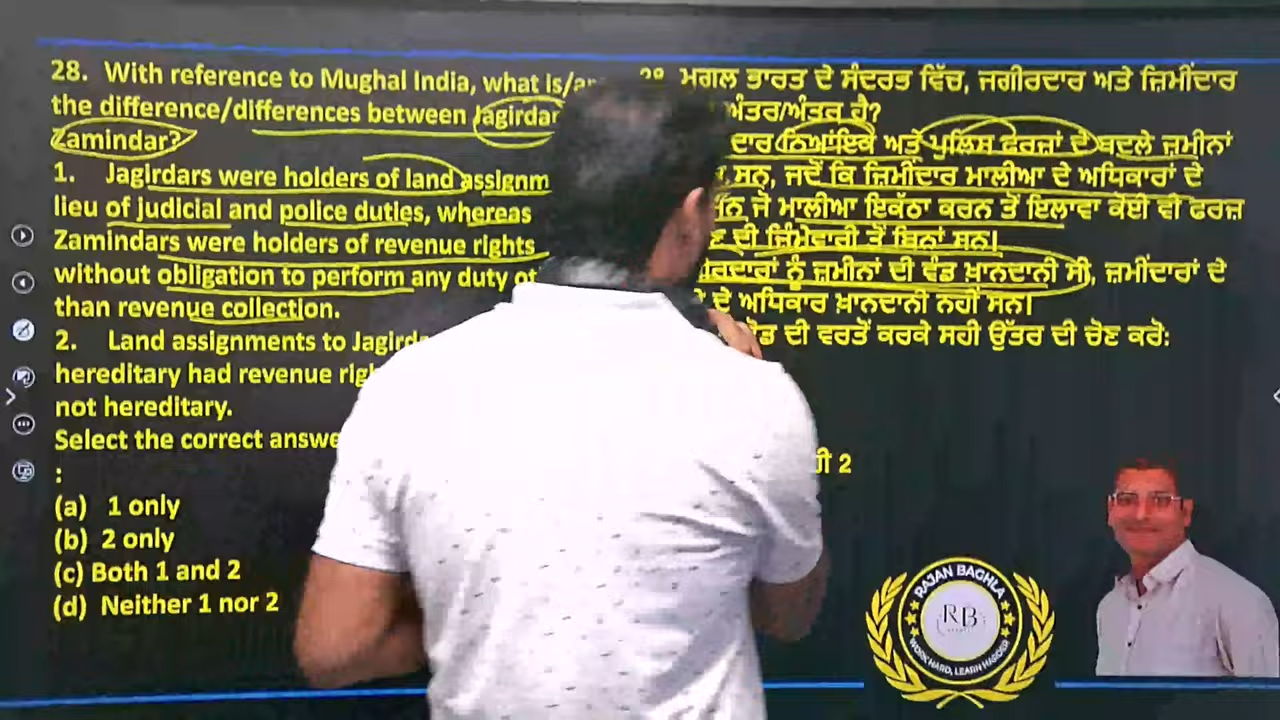 28. With reference to Mughal India, what is/ar
the difference/differences between Jagirdar
Zamindar?
1. Jagirdars were holders of land assignm
lieu of judicial and police duties, whereas
Zamindars were holders of revenue rights
without obligation to perform any duty ot
than revenue collection.
2. Land assignments to Jagirda
hereditary had revenue rig
not hereditary.
Select the correct answe
:
(a) 1 only
(b) 2 only
(c) Both 1 and 2
(d) Neither 1 nor 2
28. ਮੁਗਲ ਭਾਰਤ ਦੇ ਸੰਦਰਭ ਵਿੱਚ, ਜਗੀਰਦਾਰ ਅਤੇ ਜ਼ਿਮੀਂਦਾਰ
ਅੰਤਰ/ਅੰਤਰ ਹੈ?
ਦਾਰ ਨਿਆਂਇਕ ਅਤੇ ਪੁਲਿਸ ਫਰਜ਼ਾਂ ਦੇ ਬਦਲੇ ਜ਼ਮੀਨਾਂ
ਸਨ, ਜਦੋਂ ਕਿ ਜ਼ਿਮੀਂਦਾਰ ਮਾਲੀਆ ਦੇ ਅਧਿਕਾਰਾਂ ਦੇ
ਜੋ ਮਾਲੀਆ ਇਕੱਠਾ ਕਰਨ ਤੋਂ ਇਲਾਵਾ ਕੋਈ ਵੀ ਫਰਜ਼
ਦੀ ਜ਼ਿੰਮੇਵਾਰੀ ਤੋਂ ਬਿਨਾਂ ਸਨ।
ਰਦਾਰਾਂ ਨੂੰ ਜ਼ਮੀਨਾਂ ਦੀ ਵੰਡ ਖ਼ਾਨਦਾਨੀ ਸੀ, ਜ਼ਮੀਂਦਾਰਾਂ ਦੇ
ਦੇ ਅਧਿਕਾਰ ਖ਼ਾਨਦਾਨੀ ਨਹੀਂ ਸਨ।
ਕੋਡ ਦੀ ਵਰਤੋਂ ਕਰਕੇ ਸਹੀ ਉੱਤਰ ਦੀ ਚੋਣ ਕਰੋ:
ਹੀ 2
RAJAN BAGHLA
RB
WORK HARD, LEARN HARDER